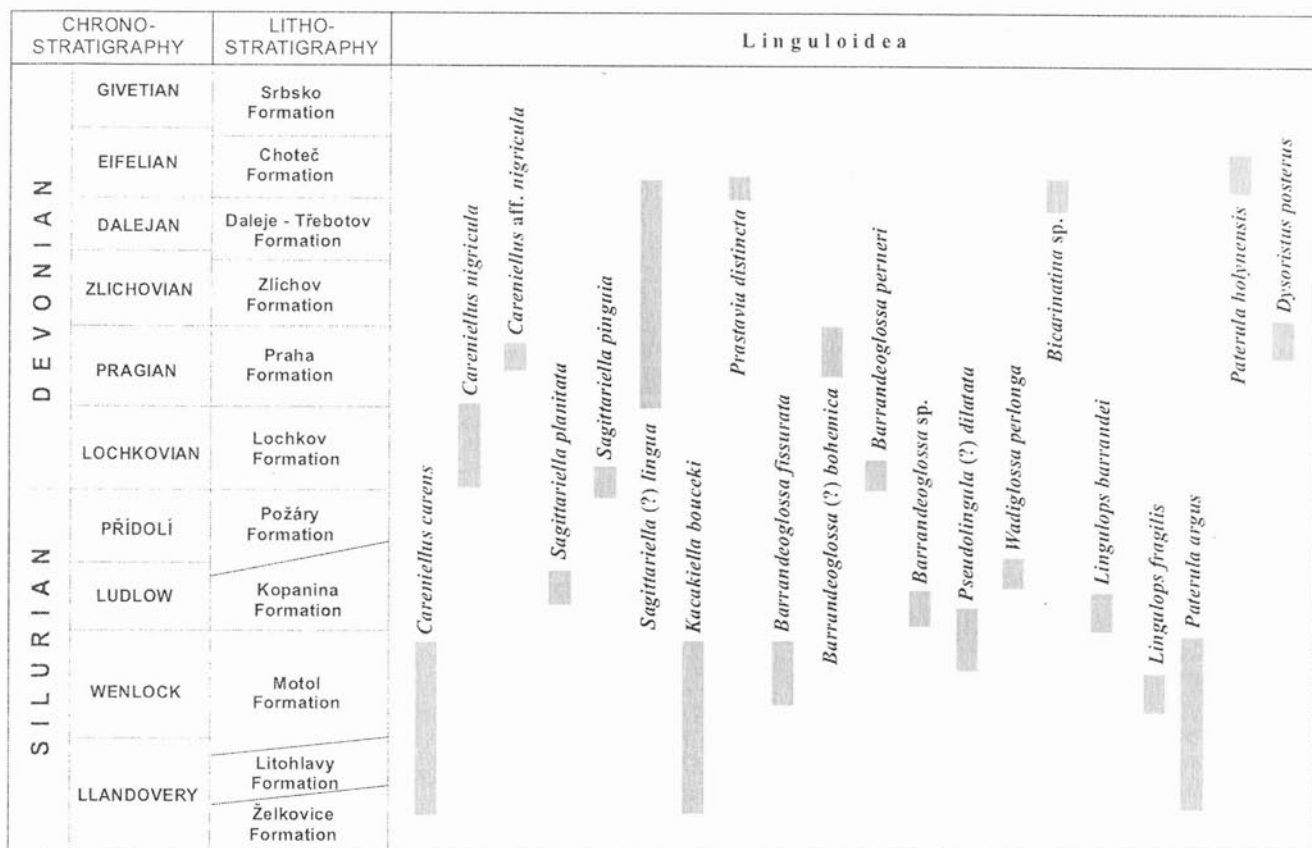 CHRONO-
STRATIGRAPHY
LITHO-
STRATIGRAPHY
Linguloidea
DEVONIAN
SILURIAN
GIVETIAN
Srbsko
Formation
EIFELIAN
Choteč
Formation
DALEJAN
Daleje - Třebotov
Formation
ZLICHOVIAN
Zlíchov
Formation
PRAGIAN
Praha
Formation
LOCHKOVIAN
Lochkov
Formation
PŘÍDOLÍ
Požáry
Formation
LUDLOW
Kopanina
Formation
WENLOCK
Motol
Formation
LLANDOVERY
Litohlavy
Formation
Želkovice
Formation
Careniellus curens
Careniellus nigricula
Careniellus aff. nigricula
Sagittariella planitata
Sagittariella pinguia
Sagittariella (?) lingua
Kacakiella bouceki
Prastavia distincta
Barrandeoglossa fissurata
Barrandeoglossa (?) bohemica
Barrandeoglossa perneri
Barrandeoglossa sp.
Pseudolingula (?) dilatata
Wadiglossa perlonga
Bicarinatina sp.
Lingulops barrandei
Lingulops fragilis
Paterula argus
Paterula holynensis
Dysoristus posterus